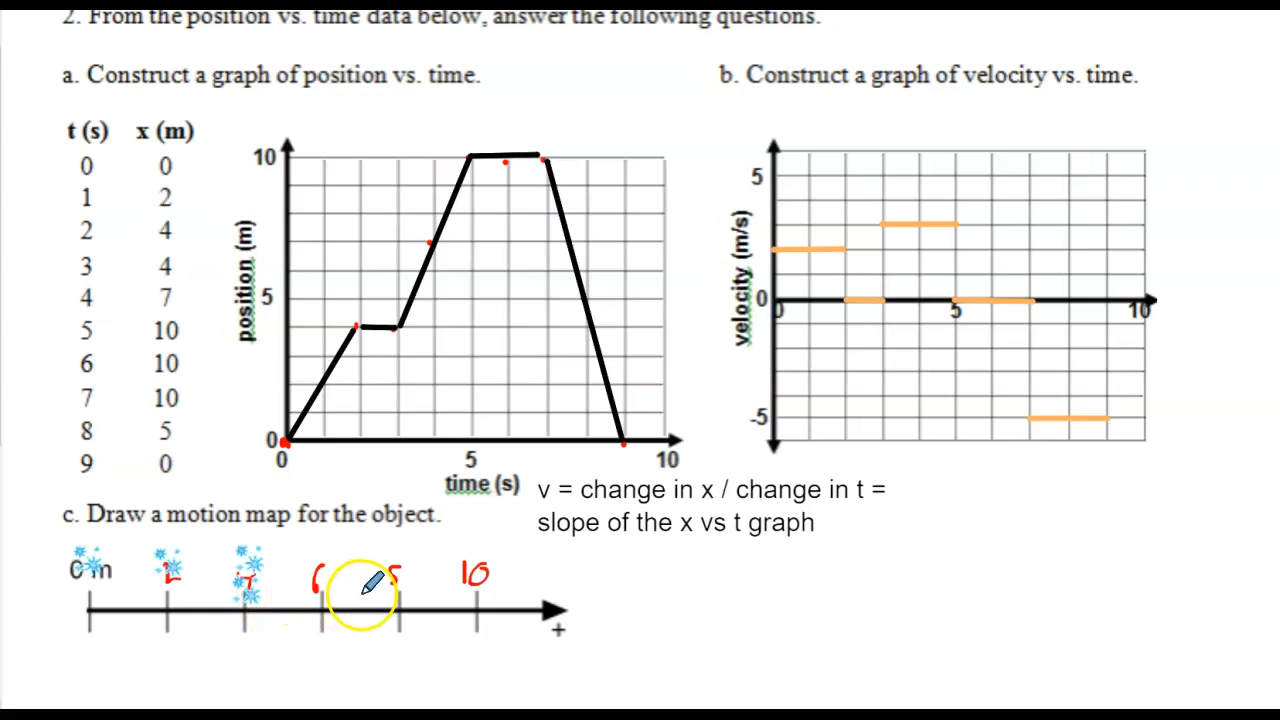 2. From the position vs. time data below, answer the following questions.
a. Construct a graph of position vs. time.
b. Construct a graph of velocity vs. time.
t (s) x (m)
0 0
1 2
2 4
3 4
4 7
5 10
6 10
7 10
8 5
9 0
10
5
0
position (m)
0 5 10
time (s)
5
0
-5
velocity (m/s)
0 5 10
v = change in x / change in t =
slope of the x vs t graph
c. Draw a motion map for the object.
0 m 2 6 10
+